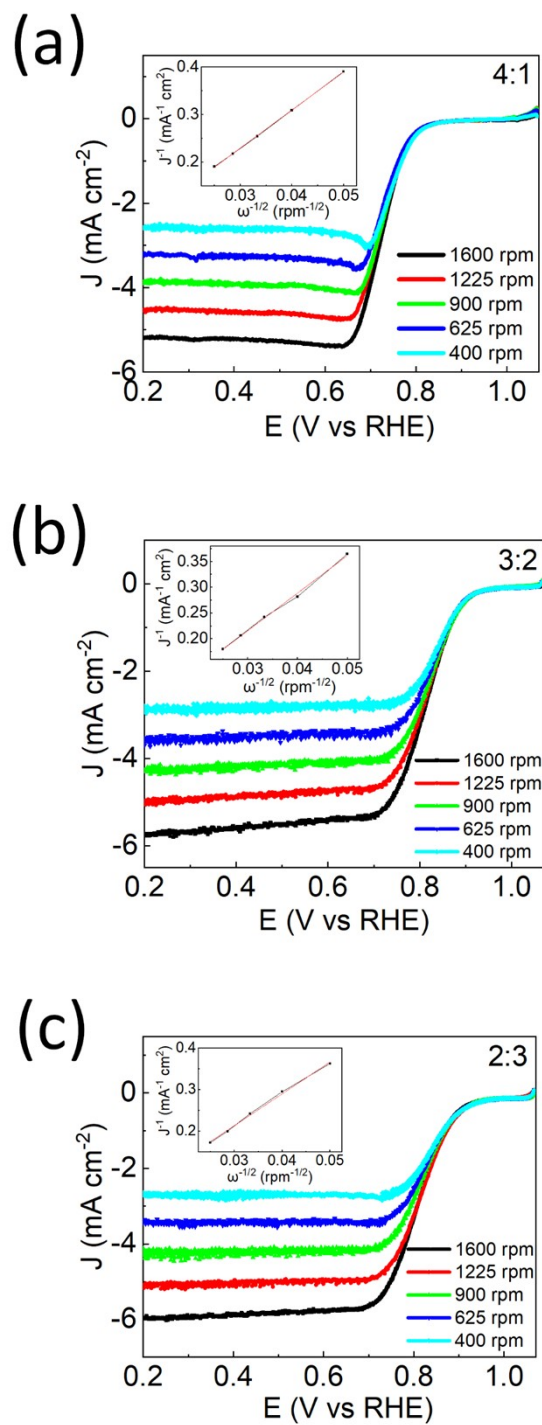 (a)
4:1
J⁻¹ (mA⁻¹ cm²)
0.4
0.3
0.2
0.03 0.04 0.05
ω⁻¹/² (rpm⁻¹/²)
J (mA cm⁻²)
0
-2
-4
-6
1600 rpm
1225 rpm
900 rpm
625 rpm
400 rpm
0.2 0.4 0.6 0.8 1.0
E (V vs RHE)
(b)
3:2
J⁻¹ (mA⁻¹ cm²)
0.35
0.30
0.25
0.20
0.03 0.04 0.05
ω⁻¹/² (rpm⁻¹/²)
J (mA cm⁻²)
0
-2
-4
-6
1600 rpm
1225 rpm
900 rpm
625 rpm
400 rpm
0.2 0.4 0.6 0.8 1.0
E (V vs RHE)
(c)
2:3
J⁻¹ (mA⁻¹ cm²)
0.4
0.3
0.2
0.03 0.04 0.05
ω⁻¹/² (rpm⁻¹/²)
J (mA cm⁻²)
0
-2
-4
-6
1600 rpm
1225 rpm
900 rpm
625 rpm
400 rpm
0.2 0.4 0.6 0.8 1.0
E (V vs RHE)